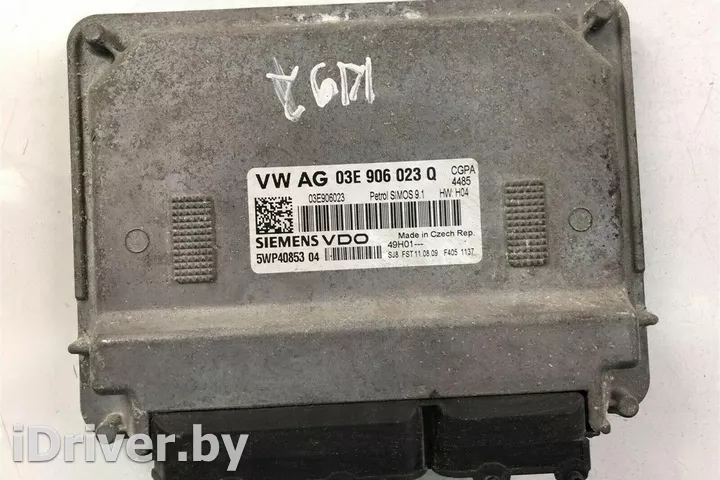 VW AG 03E 906 023 Q CGPA
4485
03E906023 Petrol SIMOS 9.1 HW: H04
SIEMENS VDO Made in Czech Rep.
49H01---
5WP40853 04 SJ8 FST 11.08.09 F405 1137
iDriver.by